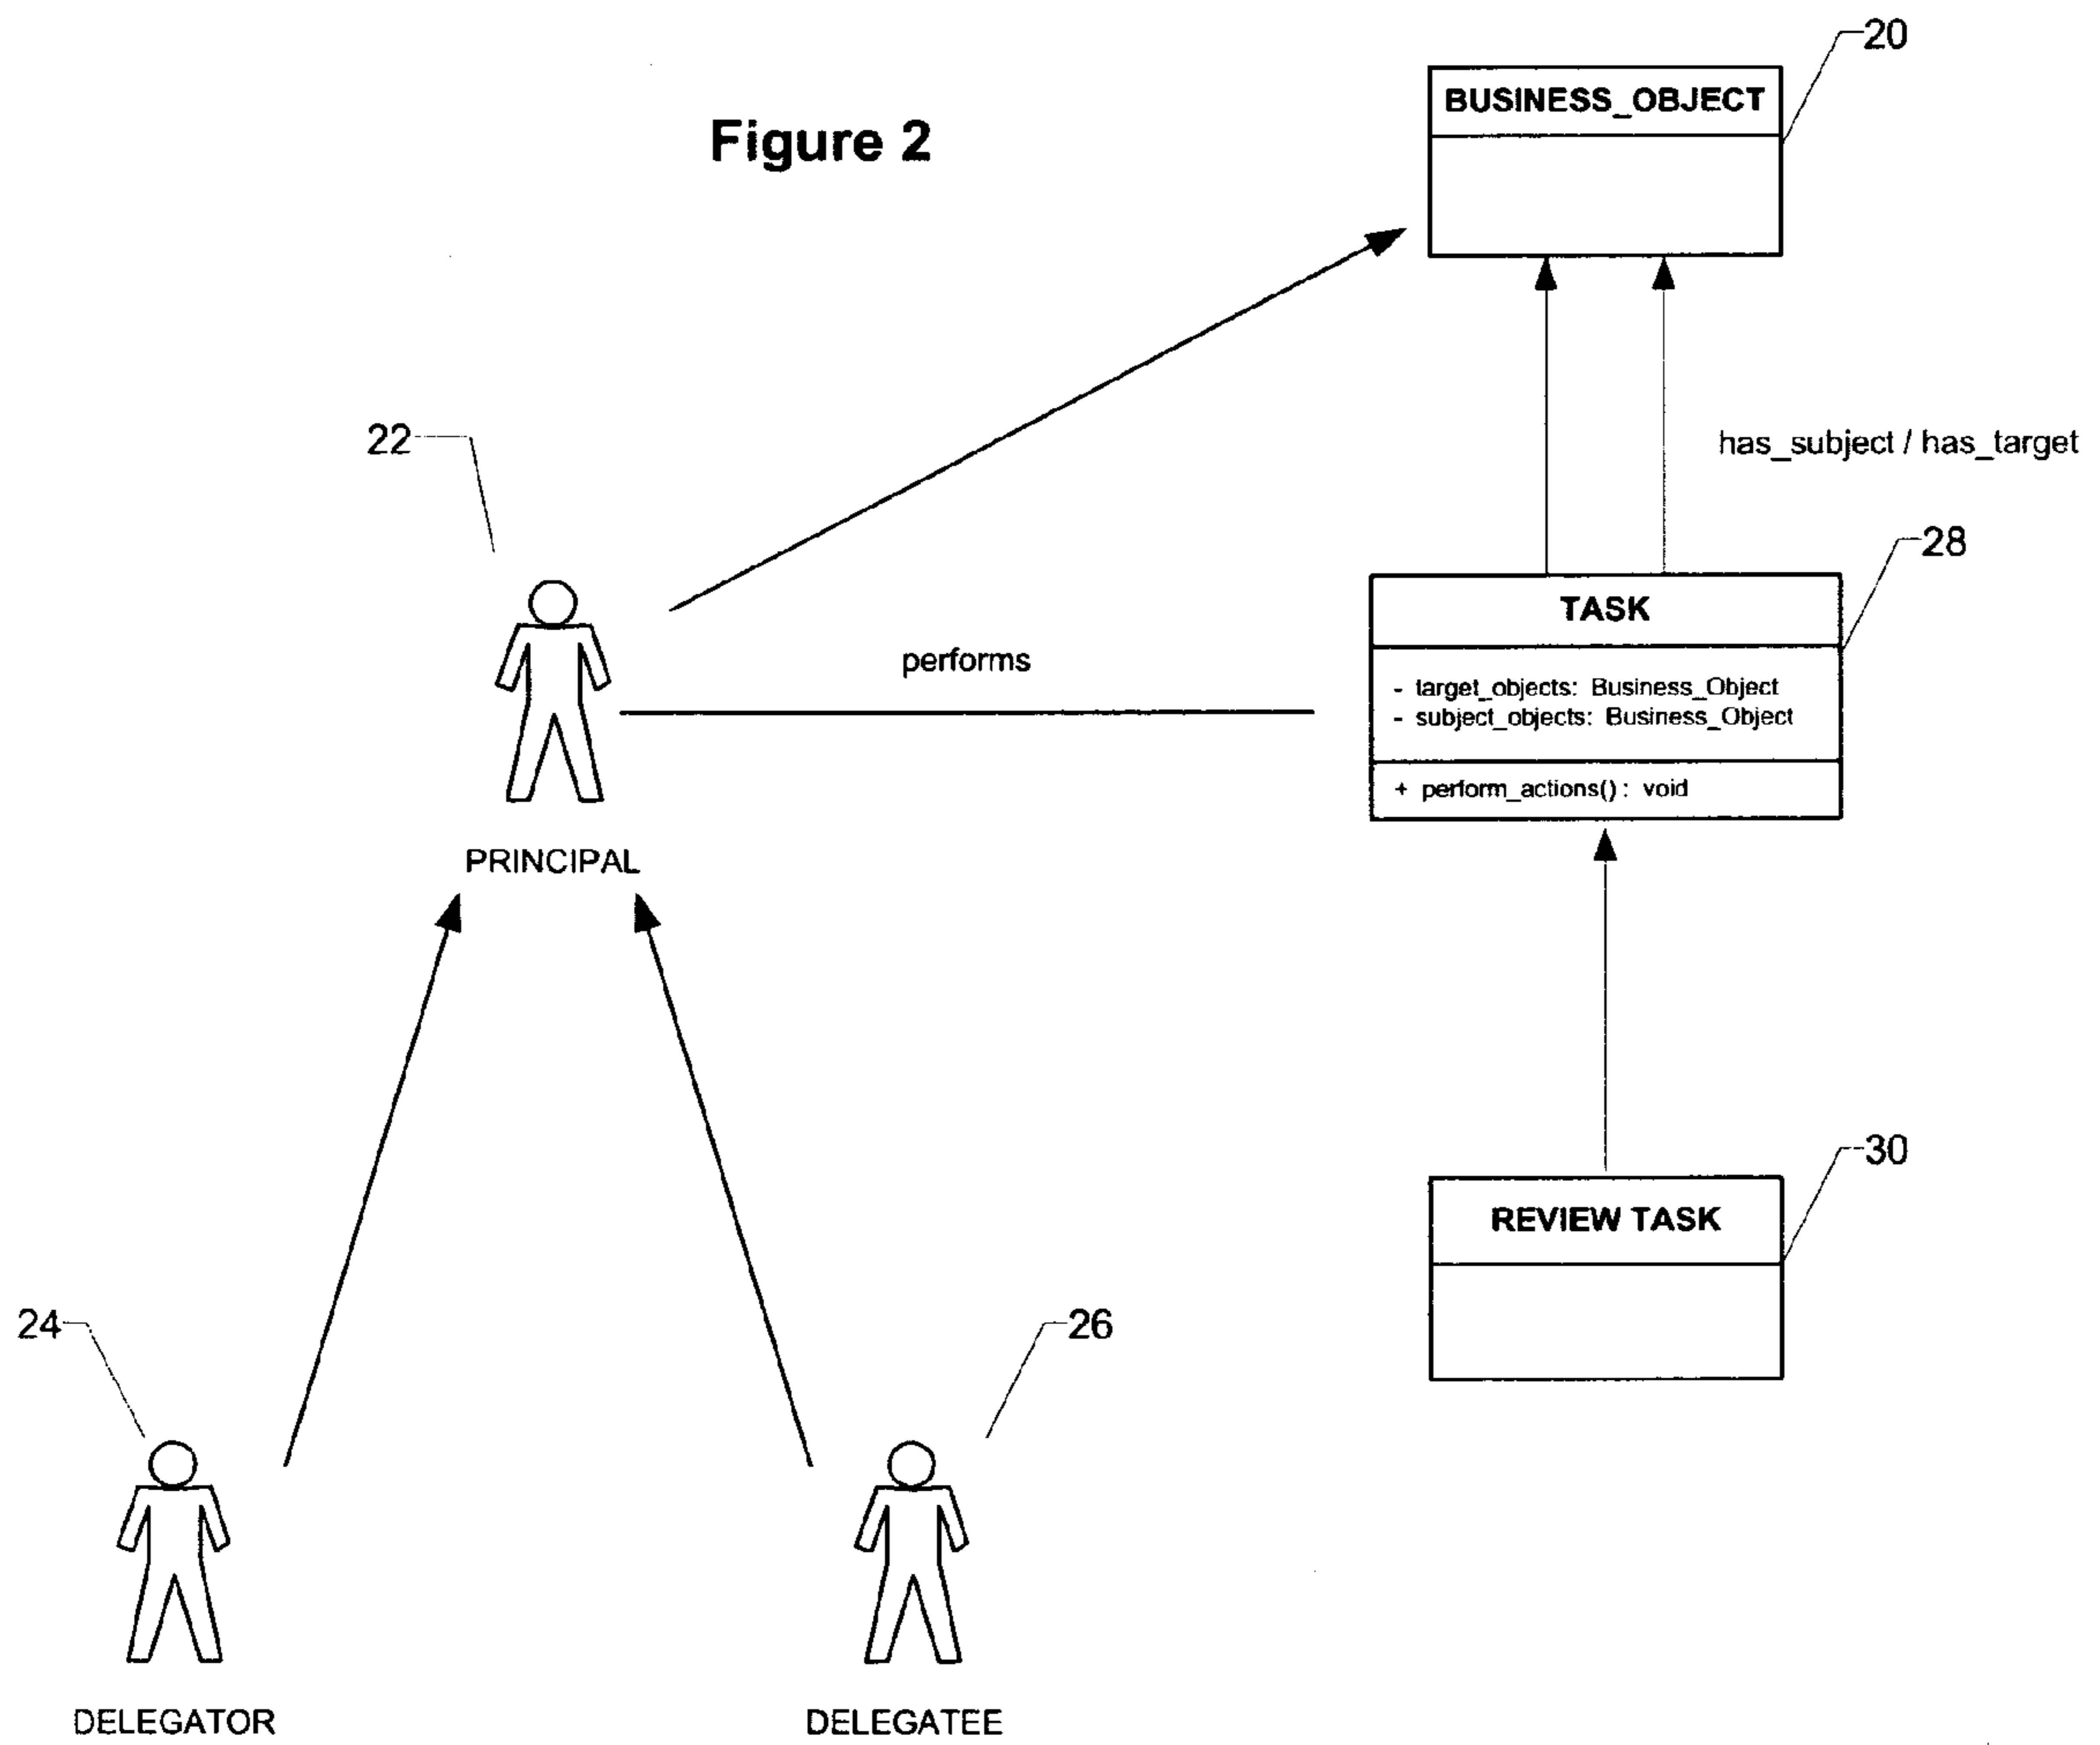 20
BUSINESS_OBJECT
Figure 2
22
has_subject / has_target
28
TASK
performs
- target_objects: Business_Object
- subject_objects: Business_Object
+ perform_actions() : void
PRINCIPAL
30
REVIEW TASK
24
26
DELEGATOR
DELEGATEE